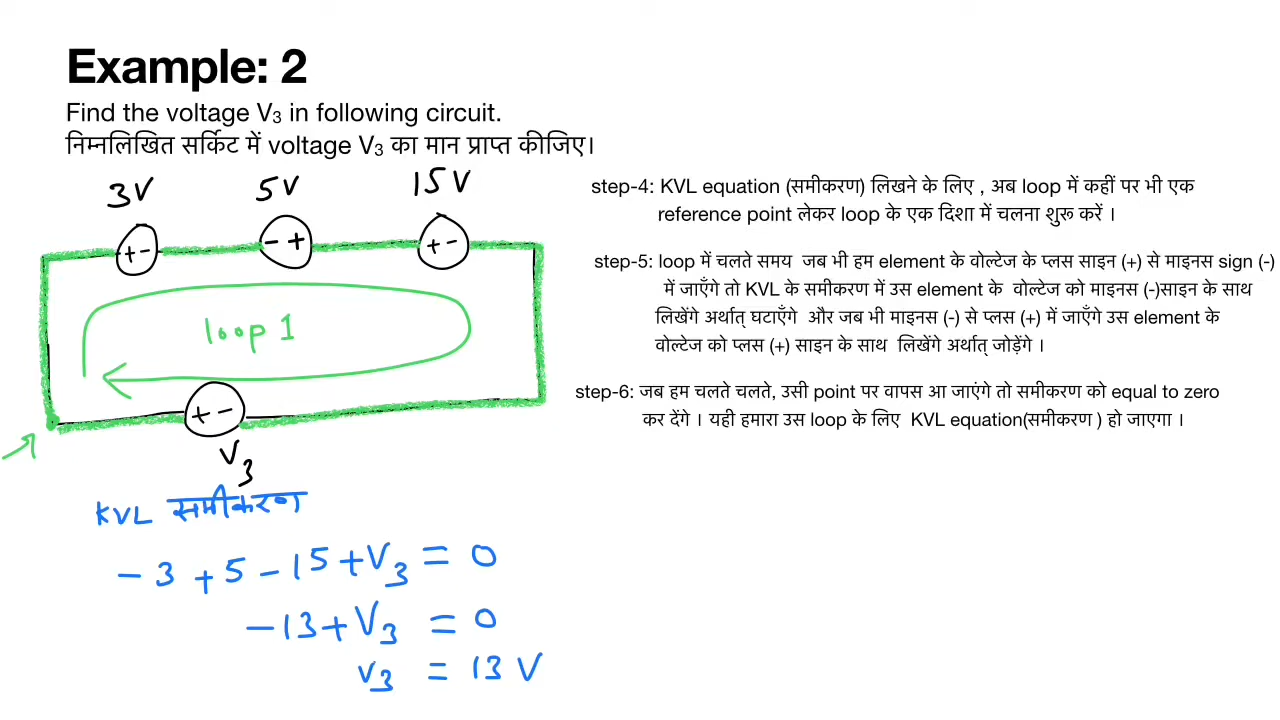 Example: 2
Find the voltage V₃ in following circuit.
निम्नलिखित सर्किट में voltage V₃ का मान प्राप्त कीजिए।
3V 5V 15V
+ - - + + -
loop 1
+ -
V₃
KVL समीकरण
- 3 + 5 - 15 + V₃ = 0
- 13 + V₃ = 0
V₃ = 13 V
step-4: KVL equation (समीकरण) लिखने के लिए , अब loop में कहीं पर भी एक
reference point लेकर loop के एक दिशा में चलना शुरू करें ।
step-5: loop में चलते समय जब भी हम element के वोल्टेज के प्लस साइन (+) से माइनस sign (-)
में जाएँगे तो KVL के समीकरण में उस element के वोल्टेज को माइनस (-)साइन के साथ
लिखेंगे अर्थात् घटाएँगे और जब भी माइनस (-) से प्लस (+) में जाएँगे उस element के
वोल्टेज को प्लस (+) साइन के साथ लिखेंगे अर्थात् जोड़ेंगे ।
step-6: जब हम चलते चलते, उसी point पर वापस आ जाएंगे तो समीकरण को equal to zero
कर देंगे । यही हमारा उस loop के लिए KVL equation(समीकरण ) हो जाएगा ।